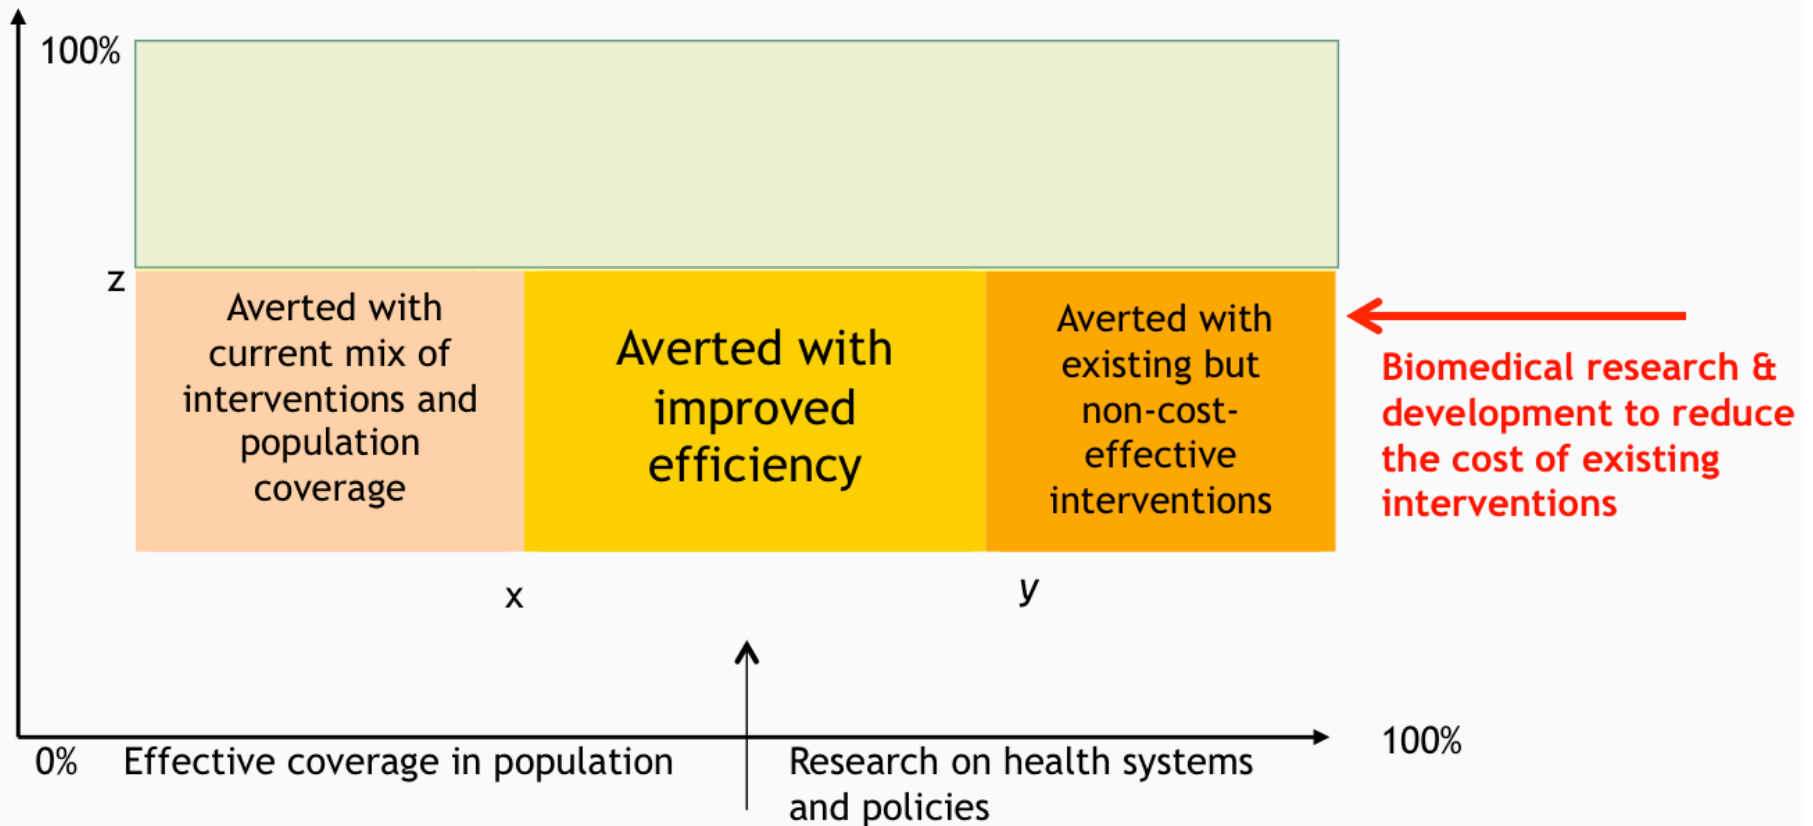 100%
z
Averted with
current mix of
interventions and
population
coverage
Averted with
improved
efficiency
Averted with
existing but
non-cost-
effective
interventions
Biomedical research &
development to reduce
the cost of existing
interventions
x
y
0%
Effective coverage in population
Research on health systems
and policies
100%